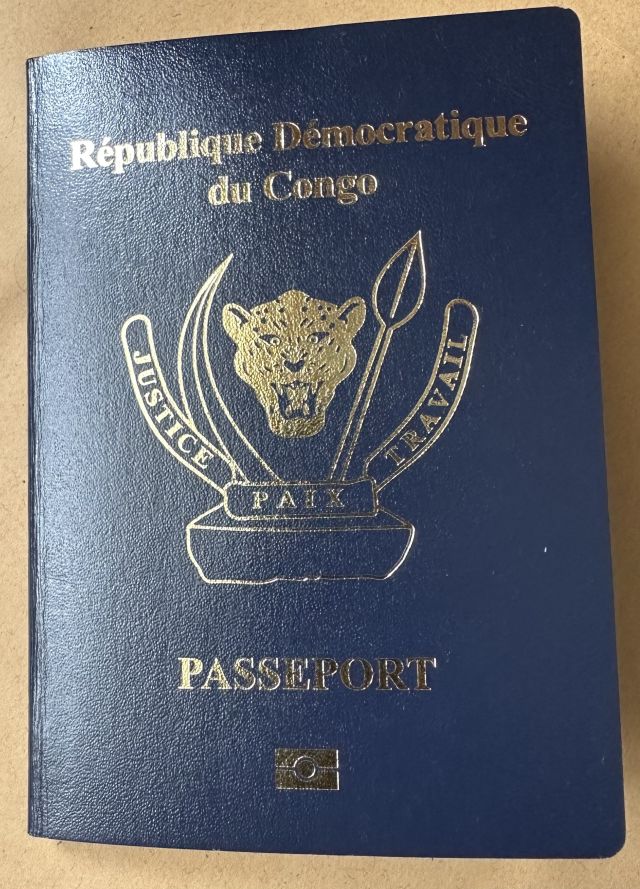 République Démocratique
du Congo
JUSTICE
PAIX
TRAVAIL
PASSEPORT